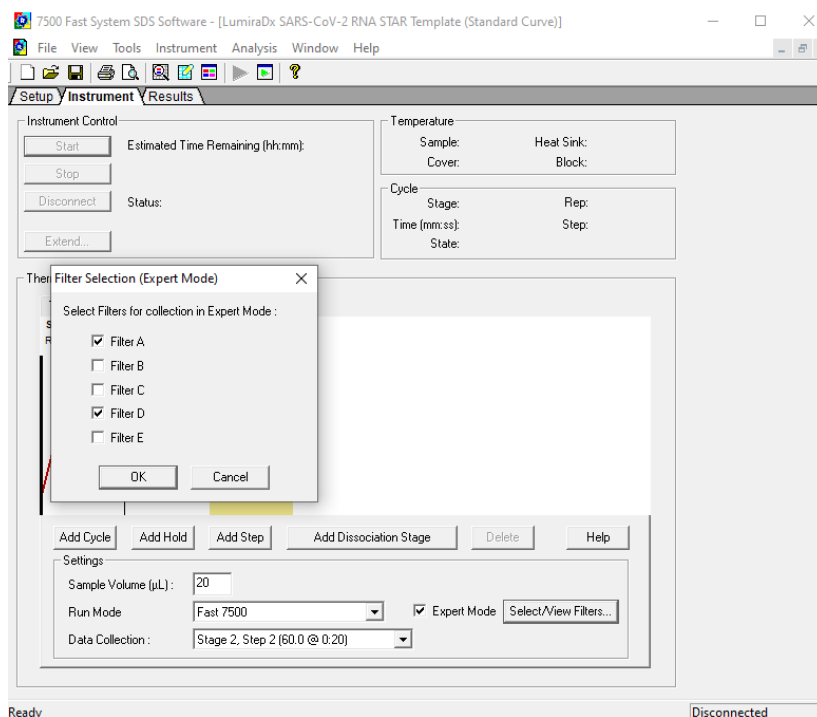 7500 Fast System SDS Software - [LumiraDx SARS-CoV-2 RNA STAR Template (Standard Curve)]
File View Tools Instrument Analysis Window Help
Setup Instrument Results
Instrument Control
Start Estimated Time Remaining (hh:mm):
Stop
Disconnect Status:
Extend...
Temperature
Sample: Heat Sink:
Cover: Block:
Cycle
Stage: Rep:
Time (mm:ss): Step:
State:
Filter Selection (Expert Mode)
Select Filters for collection in Expert Mode :
Filter A
Filter B
Filter C
Filter D
Filter E
OK Cancel
Add Cycle Add Hold Add Step Add Dissociation Stage Delete Help
Settings
Sample Volume (µL) : 20
Run Mode Fast 7500 Expert Mode Select/View Filters...
Data Collection : Stage 2, Step 2 (60.0 @ 0:20)
Ready Disconnected